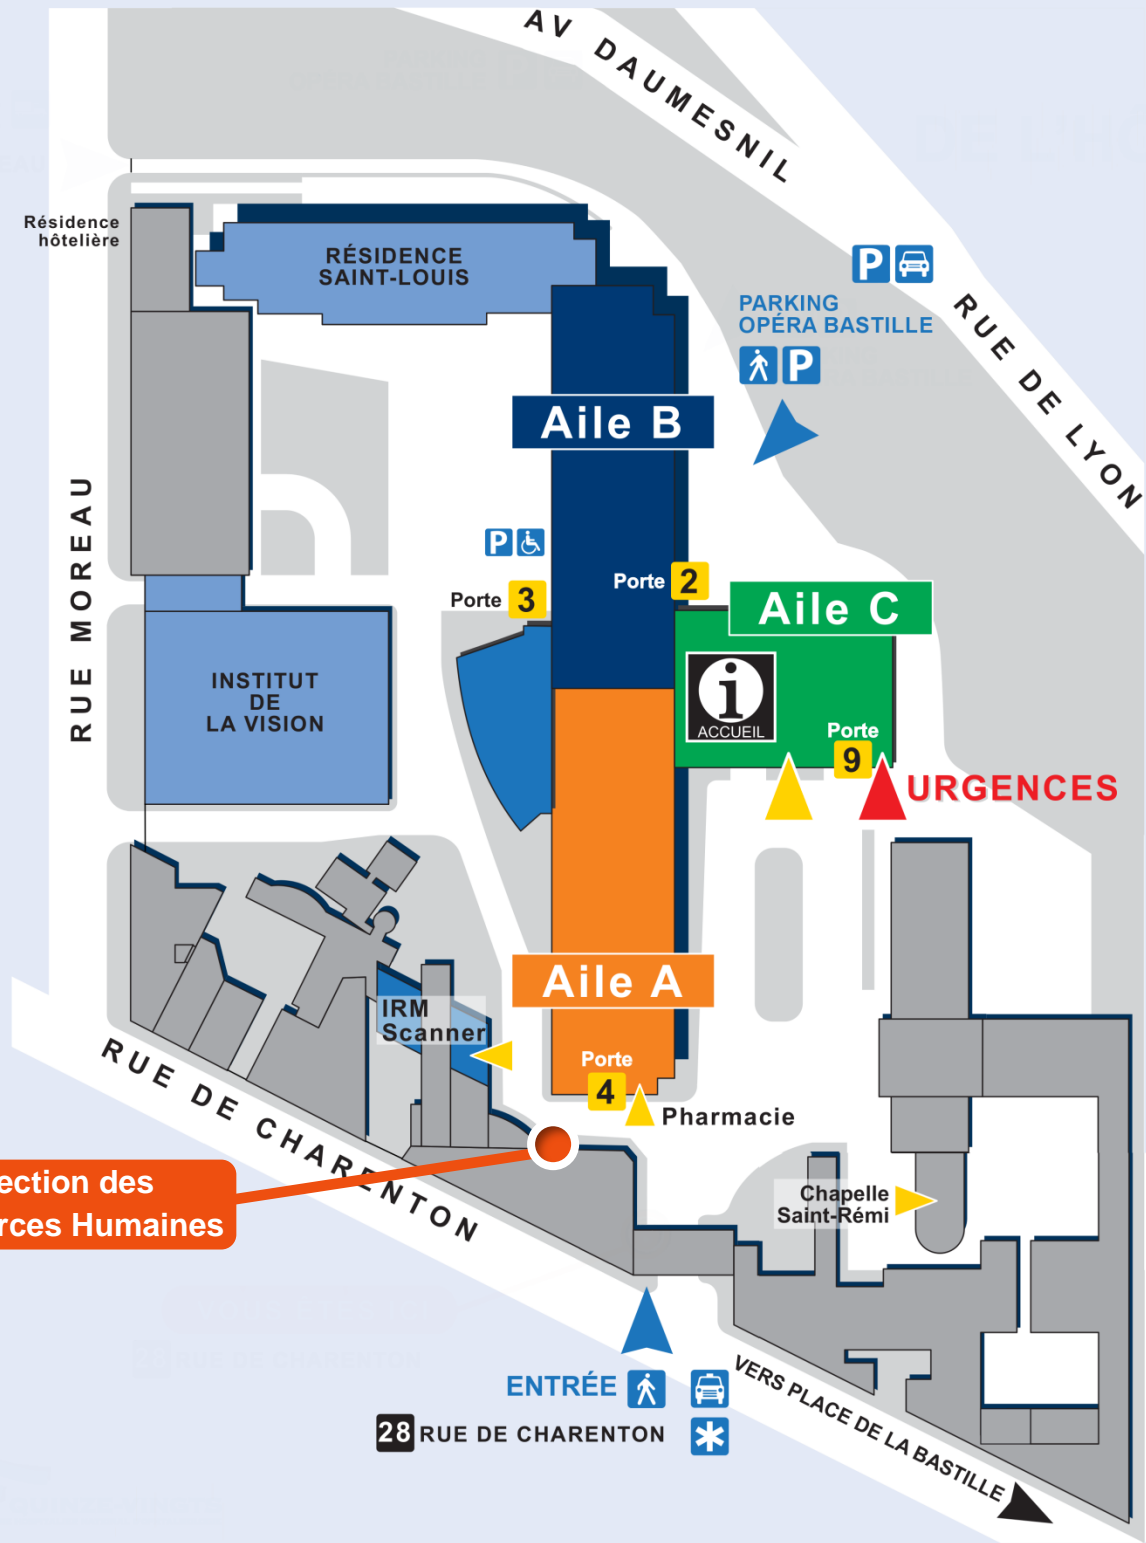 AV DAUMESNIL
DE L'HÔ
Résidence
hôtelière
RÉSIDENCE
SAINT-LOUIS
P
PARKING
OPÉRA BASTILLE
P
RUE DE LYON
Aile B
RUE MOREAU
P
Porte 2
Porte 3
Aile C
INSTITUT
DE
LA VISION
i
ACCUEIL
Porte
9
URGENCES
Aile A
IRM
Scanner
Porte
4
Pharmacie
RUE DE CHARENTON
ection des
rces Humaines
Chapelle
Saint-Rémi
ENTRÉE
28 RUE DE CHARENTON
VERS PLACE DE LA BASTILLE